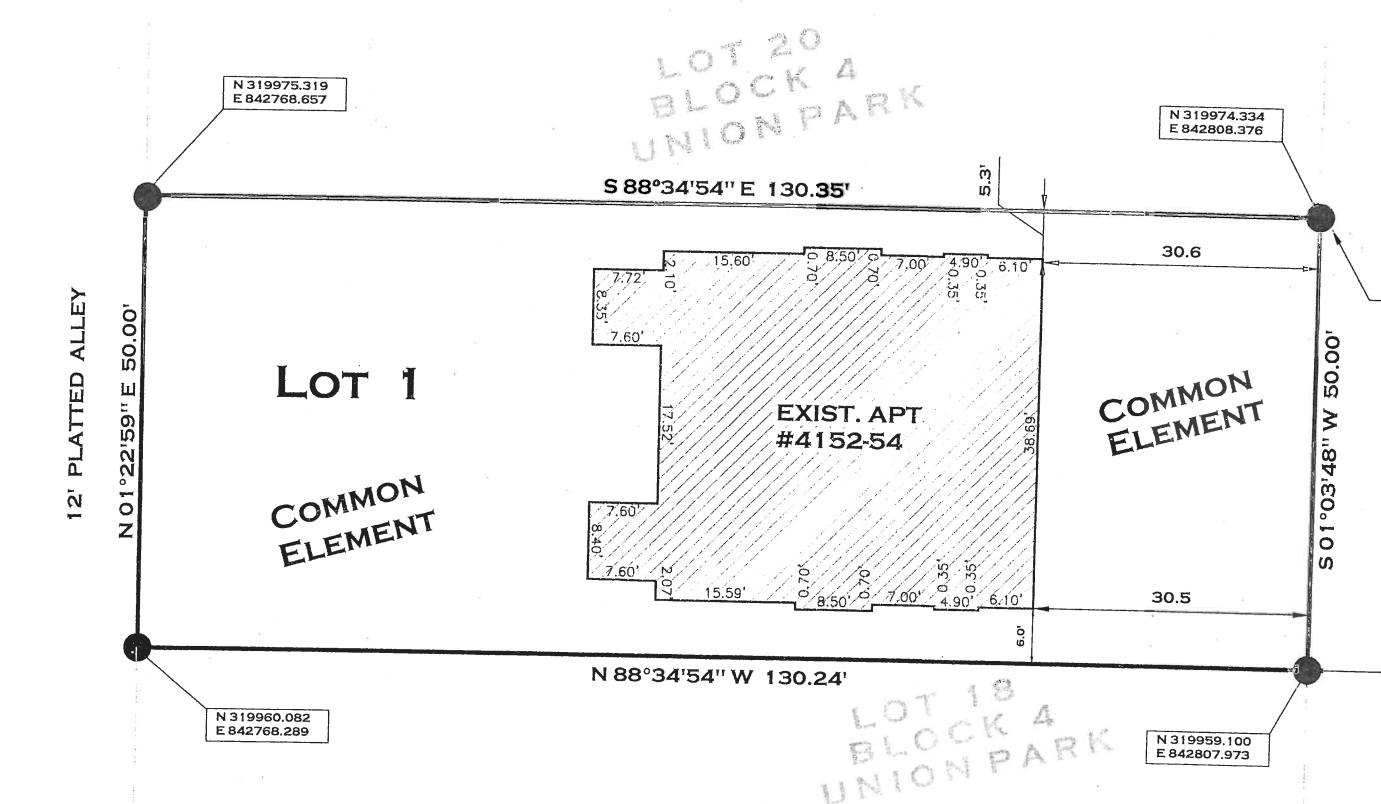 LOT 20
BLOCK 4
UNION PARK
N 319975.319
E 842768.657
N 319974.334
E 842808.376
5.3'
S 88°34'54" E 130.35'
30.6
15.60'
0.70'
8.50'
0.70'
7.00'
4.90'
0.35'
0.35'
6.10'
7.72'
2.10'
8.35'
7.60'
12' PLATTED ALLEY
N 01°22'59" E 50.00'
LOT 1
17.52'
EXIST. APT
#4152-54
38.69'
COMMON
ELEMENT
S 01°03'48" W 50.00'
COMMON
ELEMENT
7.60'
8.40'
7.60'
2.07'
15.59'
0.70'
8.50'
0.70'
7.00'
0.35'
4.90'
0.35'
6.10'
30.5
6.0'
N 88°34'54" W 130.24'
N 319960.082
E 842768.289
LOT 18
BLOCK 4
UNION PARK
N 319959.100
E 842807.973